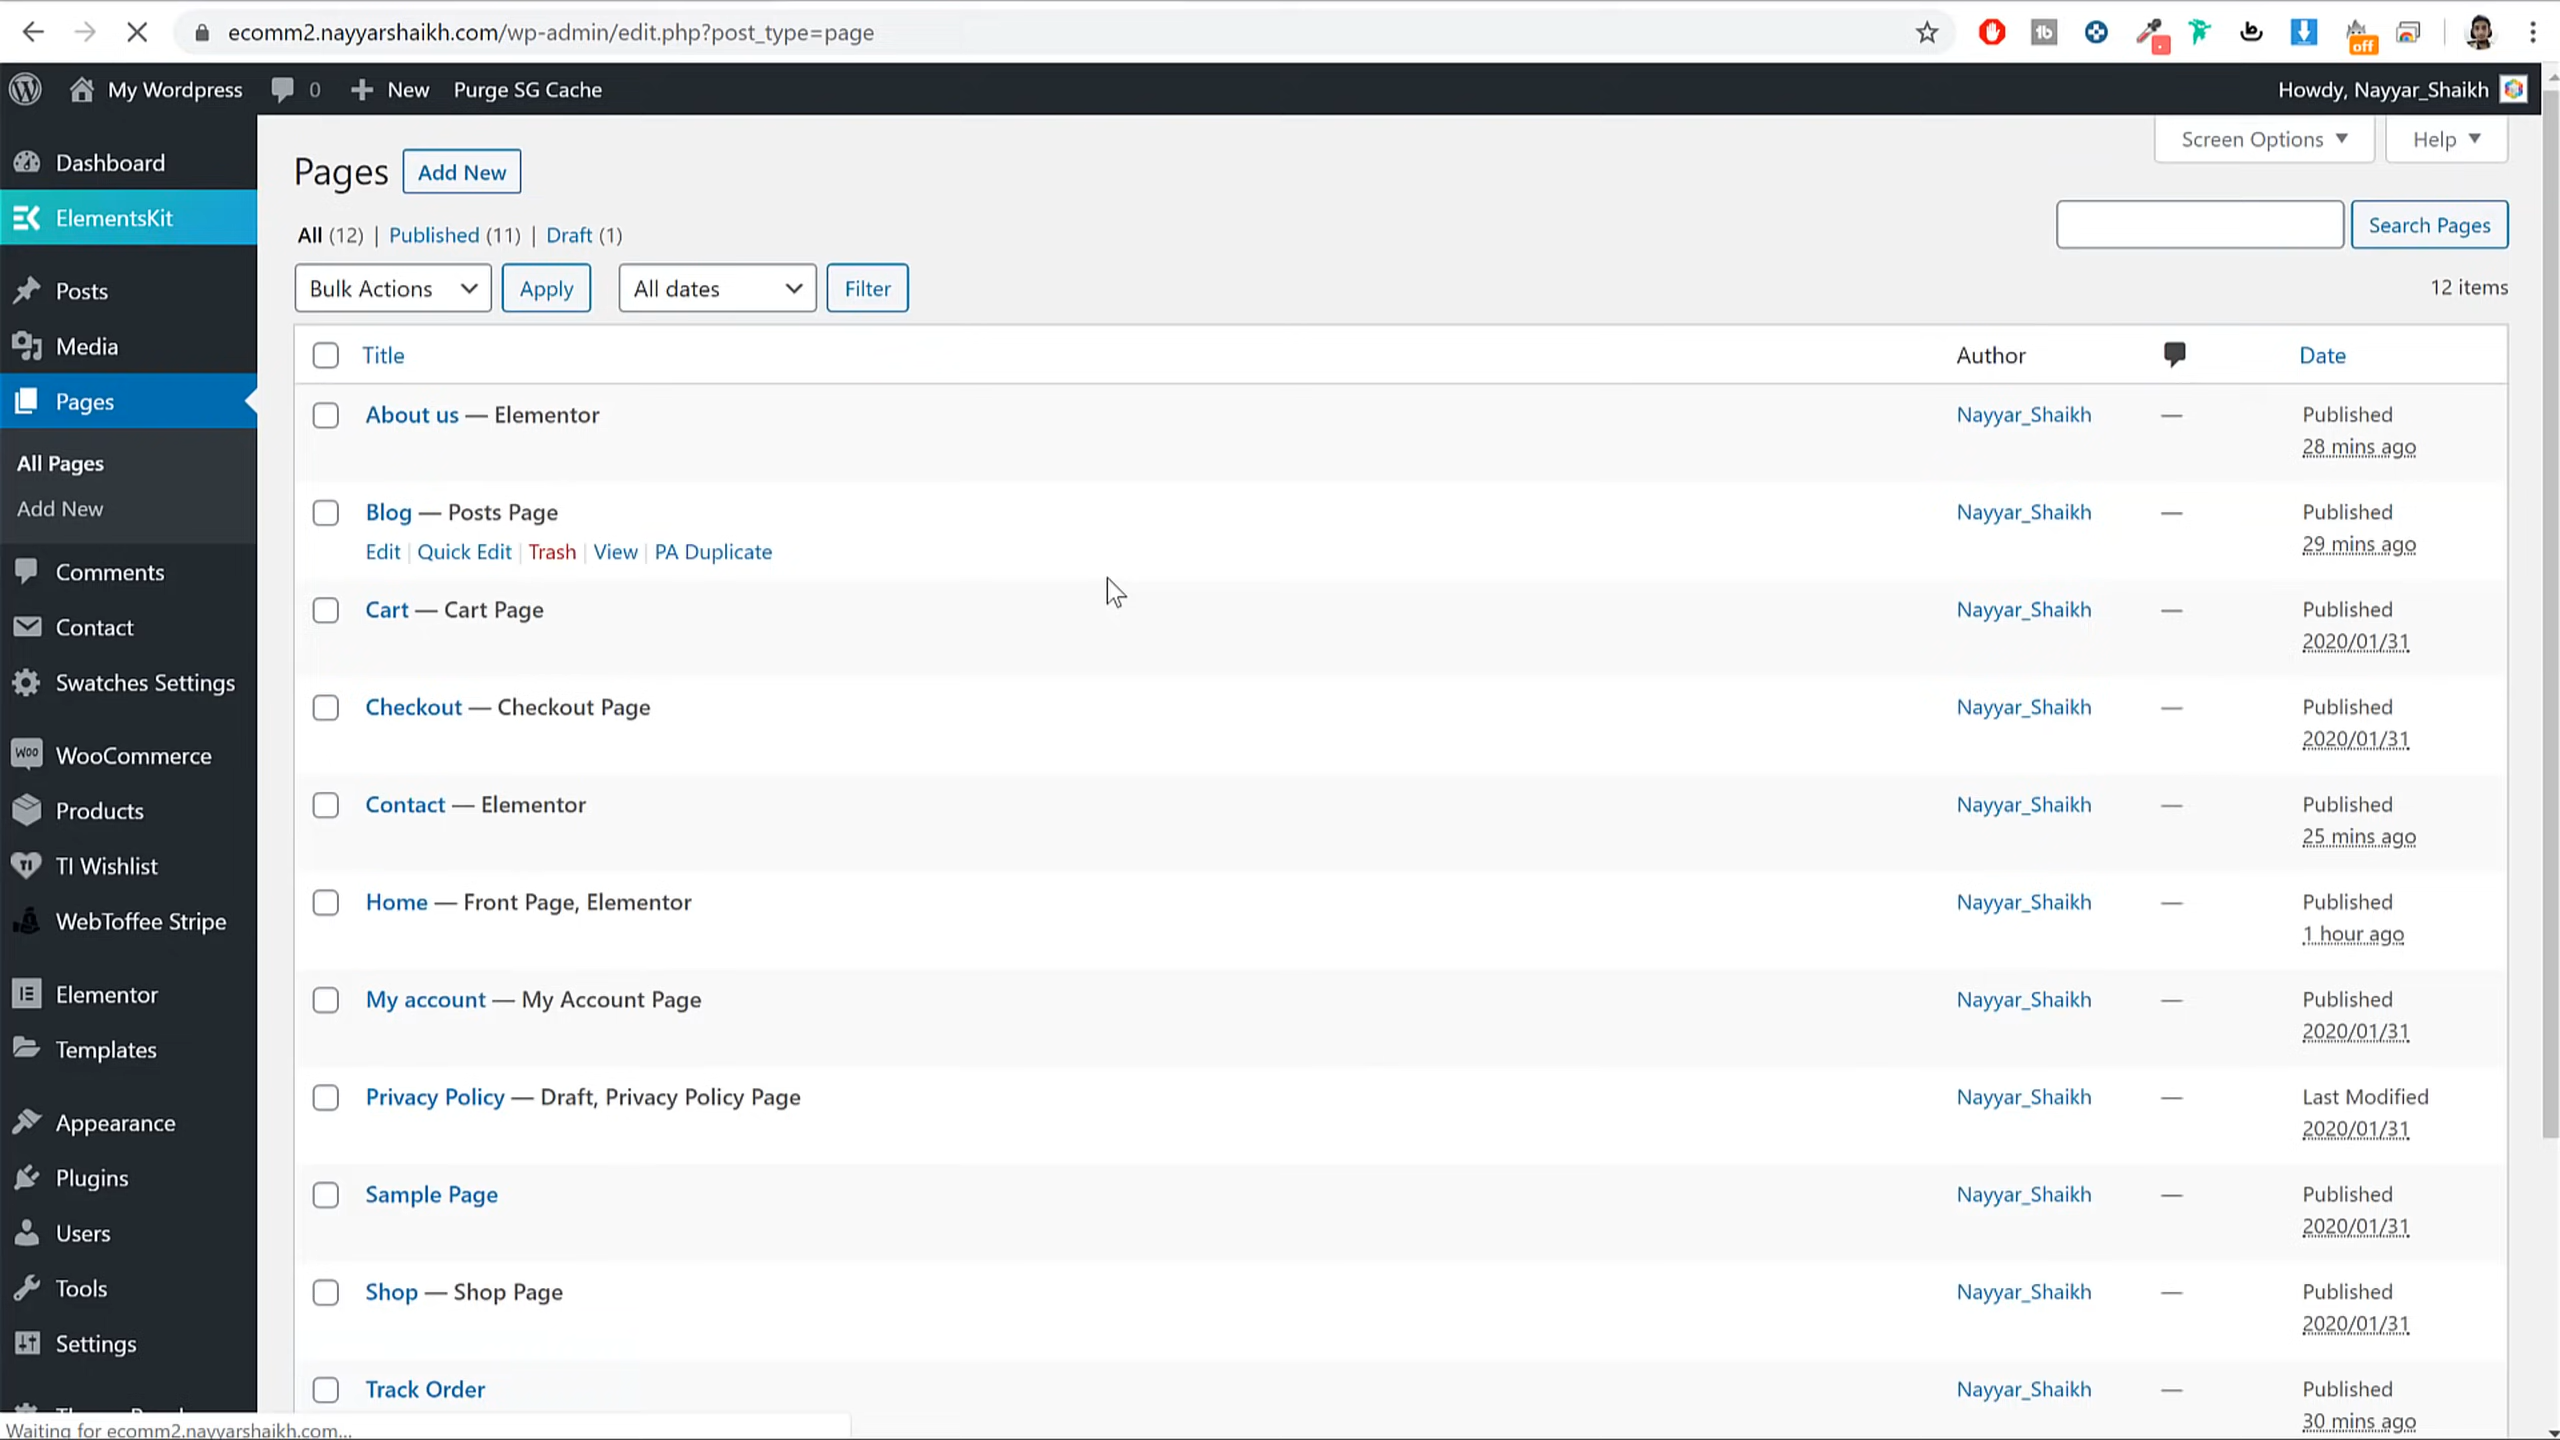 ecomm2.nayyarshaikh.com/wp-admin/edit.php?post_type=page
off
My Wordpress 0 New Purge SG Cache Howdy, Nayyar_Shaikh
Screen Options Help
Dashboard
ElementsKit
Posts
Media
Pages
All Pages
Add New
Comments
Contact
Swatches Settings
WooCommerce
Products
TI Wishlist
WebToffee Stripe
Elementor
Templates
Appearance
Plugins
Users
Tools
Settings
Pages Add New
All (12) | Published (11) | Draft (1)
Search Pages
Bulk Actions Apply All dates Filter 12 items
Title Author Date
About us — Elementor Nayyar_Shaikh — Published
28 mins ago
Blog — Posts Page Nayyar_Shaikh — Published
Edit | Quick Edit | Trash | View | PA Duplicate 29 mins ago
Cart — Cart Page Nayyar_Shaikh — Published
2020/01/31
Checkout — Checkout Page Nayyar_Shaikh — Published
2020/01/31
Contact — Elementor Nayyar_Shaikh — Published
25 mins ago
Home — Front Page, Elementor Nayyar_Shaikh — Published
1 hour ago
My account — My Account Page Nayyar_Shaikh — Published
2020/01/31
Privacy Policy — Draft, Privacy Policy Page Nayyar_Shaikh — Last Modified
2020/01/31
Sample Page Nayyar_Shaikh — Published
2020/01/31
Shop — Shop Page Nayyar_Shaikh — Published
2020/01/31
Track Order Nayyar_Shaikh — Published
30 mins ago
Waiting for ecomm2.nayyarshaikh.com...